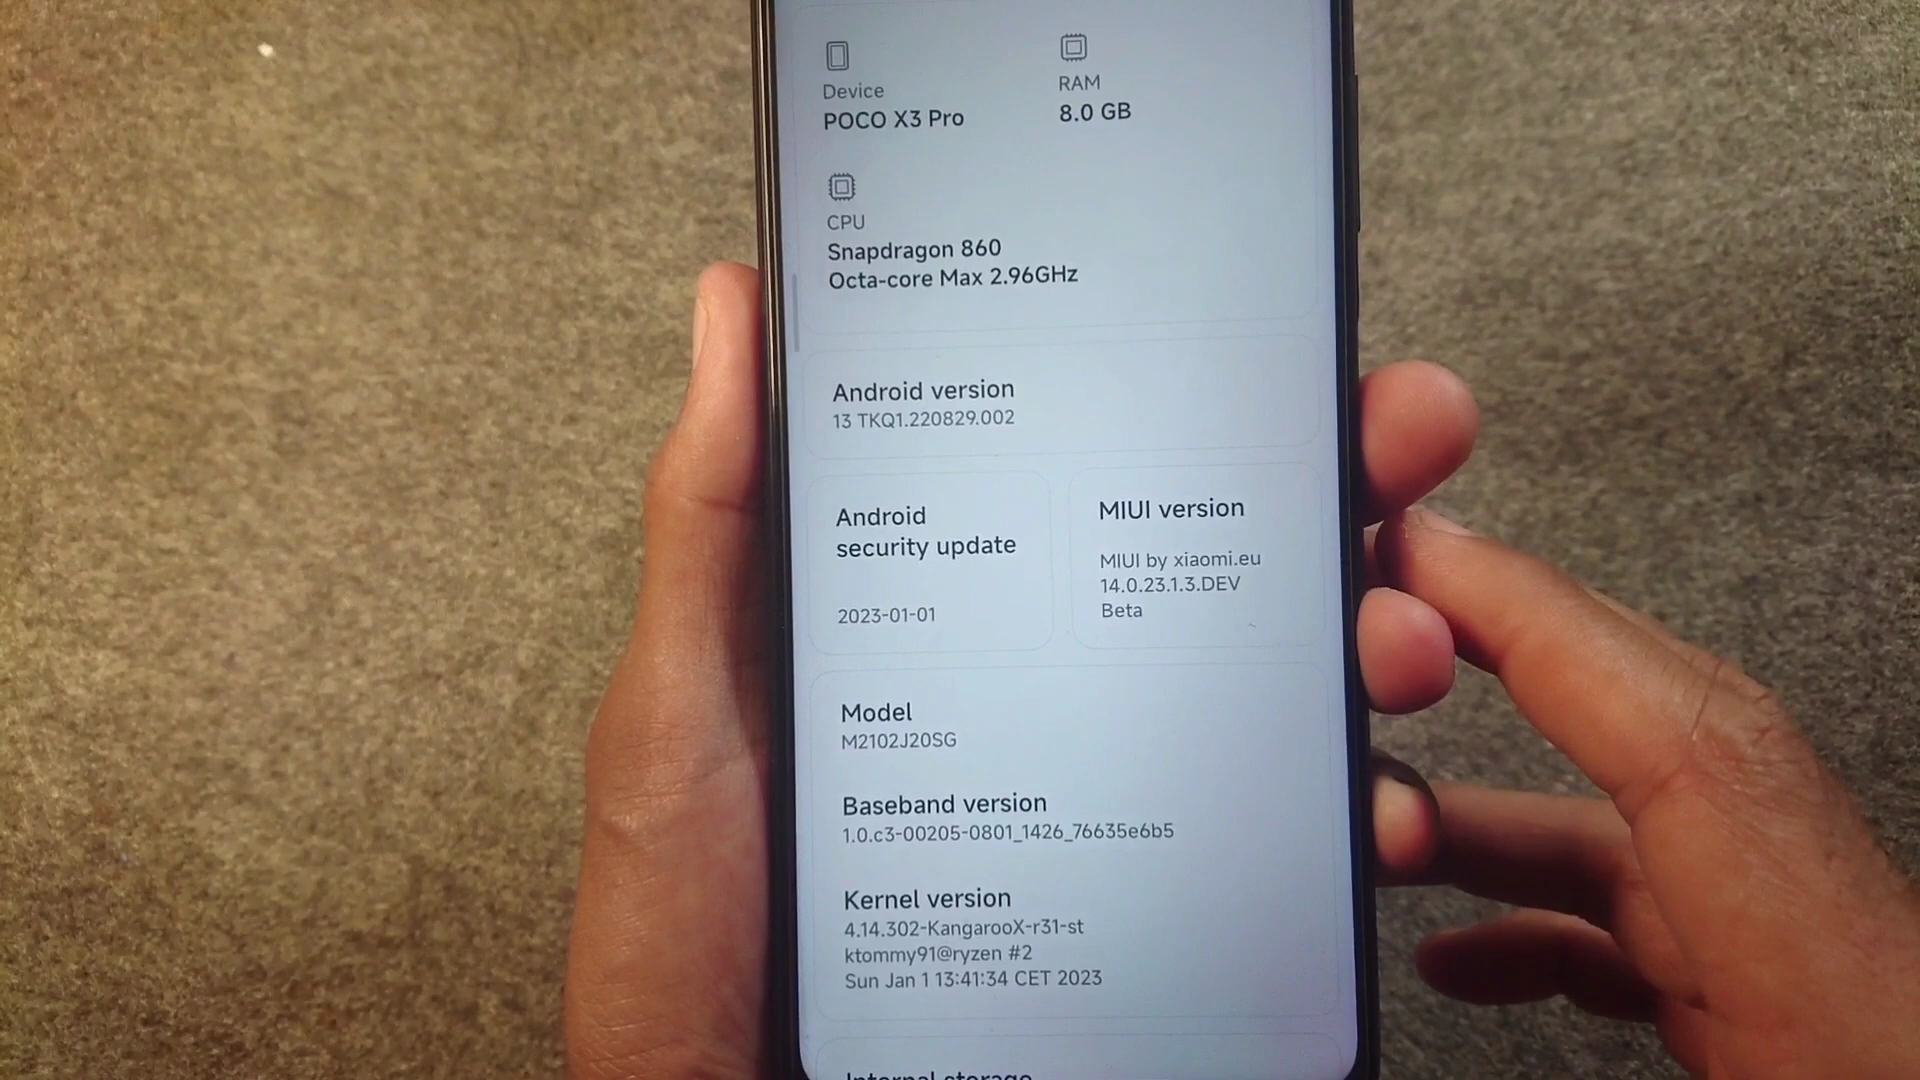 Device
POCO X3 Pro
RAM
8.0 GB
CPU
Snapdragon 860
Octa-core Max 2.96GHz
Android version
13 TKQ1.220829.002
Android
security update
2023-01-01
MIUI version
MIUI by xiaomi.eu
14.0.23.1.3.DEV
Beta
Model
M2102J20SG
Baseband version
1.0.c3-00205-0801_1426_76635e6b5
Kernel version
4.14.302-KangarooX-r31-st
ktommy91@ryzen #2
Sun Jan 1 13:41:34 CET 2023
Internal storage